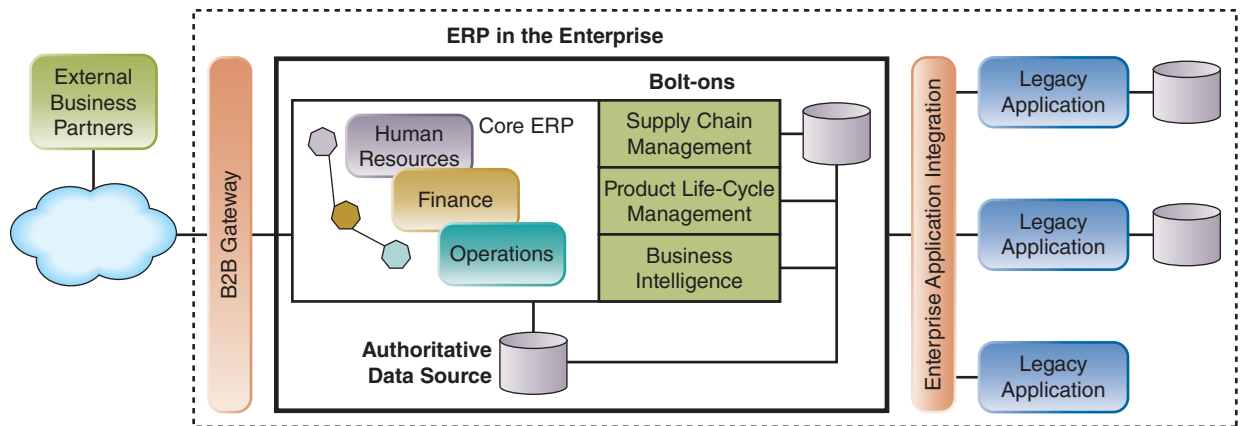 ERP in the Enterprise
External
Business
Partners
B2B Gateway
Bolt-ons
Core ERP
Human
Resources
Finance
Operations
Supply Chain
Management
Product Life-Cycle
Management
Business
Intelligence
Authoritative
Data Source
Enterprise Application Integration
Legacy
Application
Legacy
Application
Legacy
Application